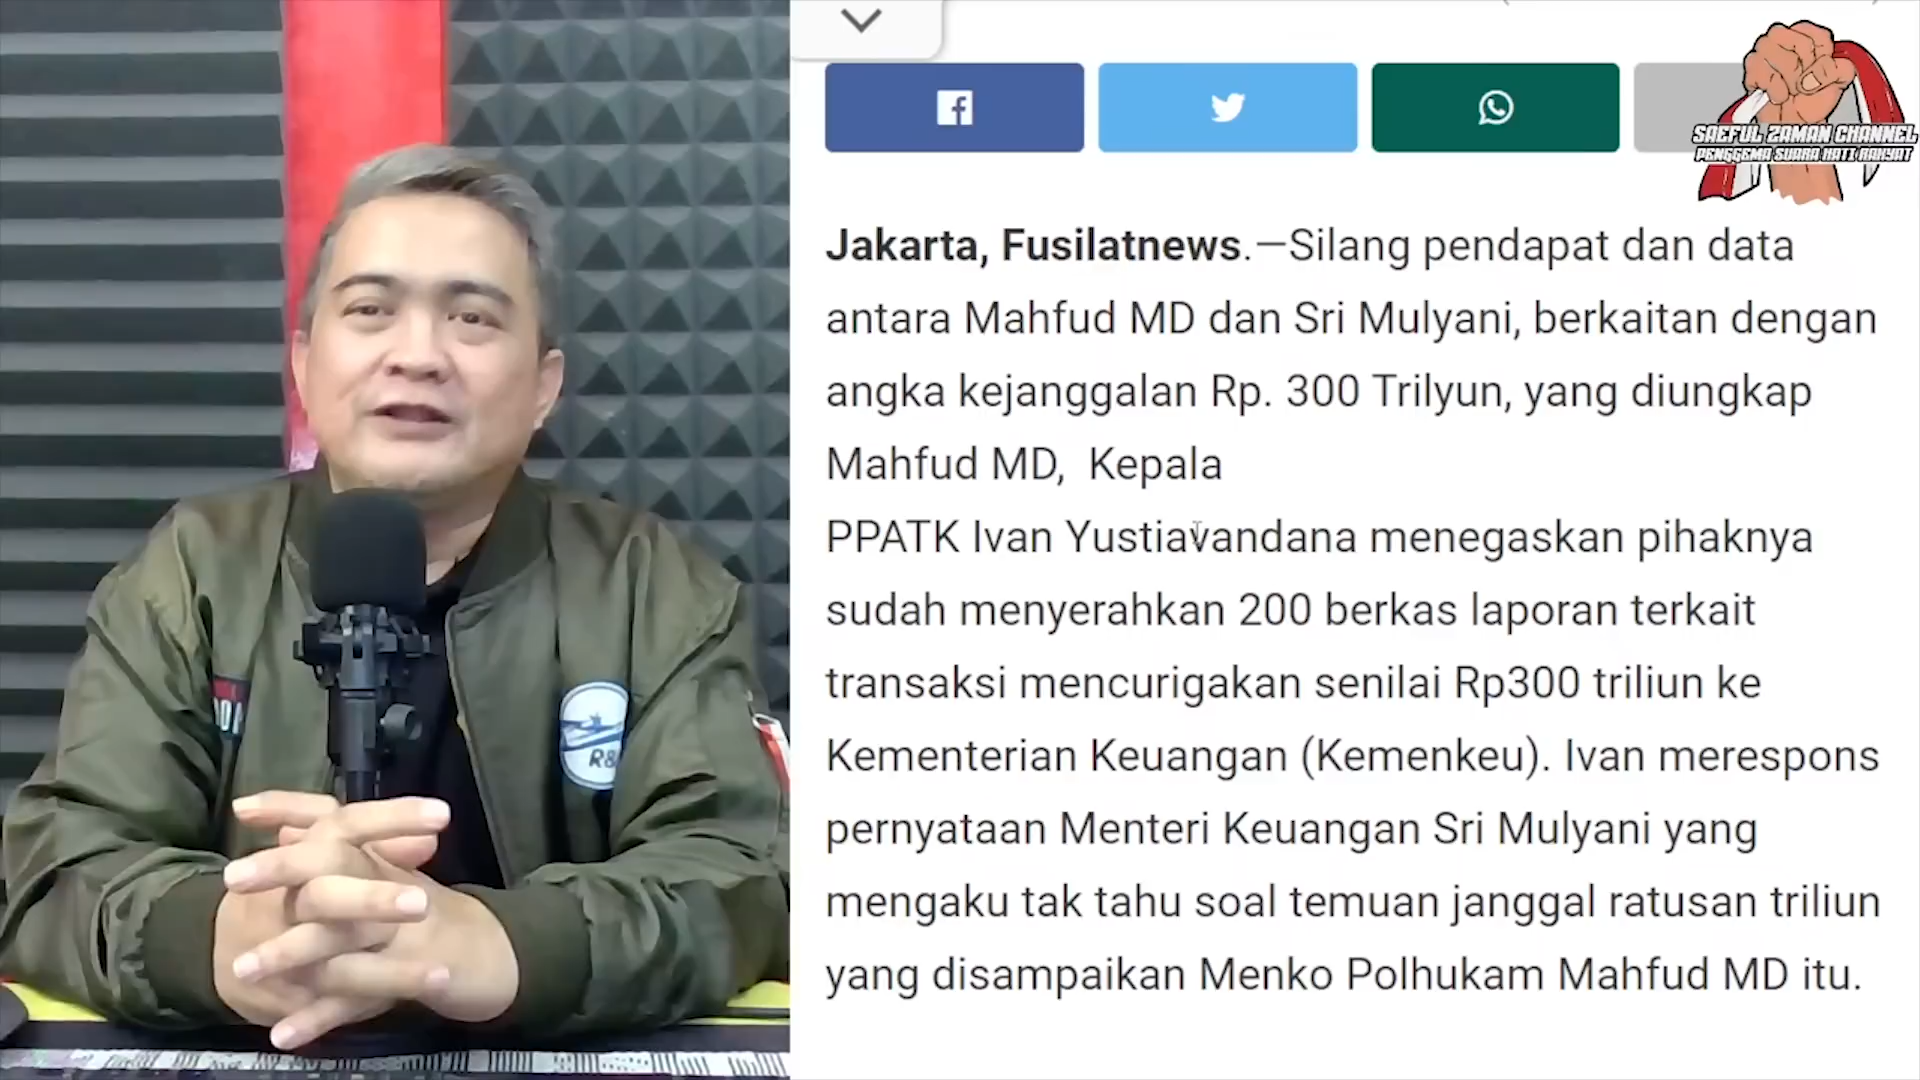 SAEFUL ZAMAN CHANNEL
PENGGEMA SUARA HATI RAKYAT
Jakarta, Fusilatnews.—Silang pendapat dan data
antara Mahfud MD dan Sri Mulyani, berkaitan dengan
angka kejanggalan Rp. 300 Trilyun, yang diungkap
Mahfud MD,  Kepala
PPATK Ivan Yustiavandana menegaskan pihaknya
sudah menyerahkan 200 berkas laporan terkait
transaksi mencurigakan senilai Rp300 triliun ke
Kementerian Keuangan (Kemenkeu). Ivan merespons
pernyataan Menteri Keuangan Sri Mulyani yang
mengaku tak tahu soal temuan janggal ratusan triliun
yang disampaikan Menko Polhukam Mahfud MD itu.
R&